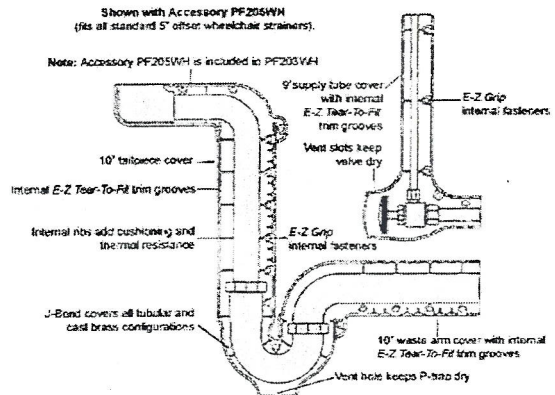 Shown with Accessory PF205WH
(fits all standard 5" offset wheelchair strainers).
Note: Accessory PF205WH is included in PF203WH
9" supply tube cover
with internal
E-Z Tear-To-Fit
trim grooves
E-Z Grip
internal fasteners
Vent slots keep
valve dry
10" tailpiece cover
Internal E-Z Tear-To-Fit trim grooves
Internal ribs add cushioning and
thermal resistance
E-Z Grip
internal fasteners
J-Bend covers all tubular and
cast brass configurations
10" waste arm cover with internal
E-Z Tear-To-Fit trim grooves
Vent hole keeps P-trap dry